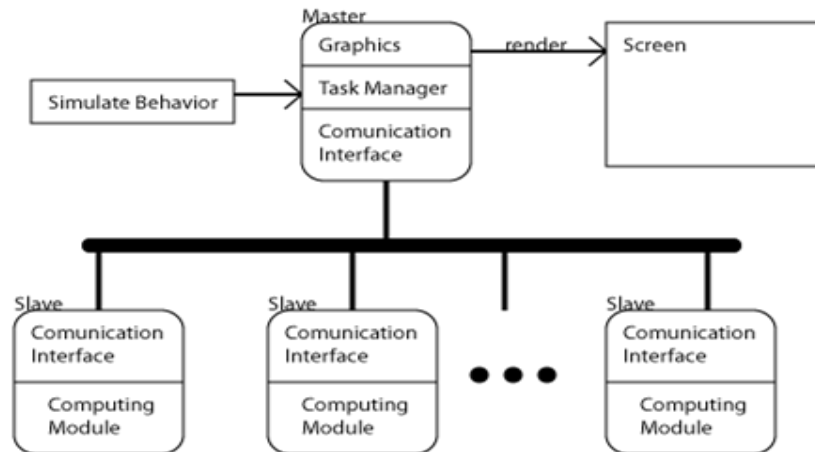 Master
Graphics
render
Screen
Simulate Behavior
Task Manager
Comunication
Interface
Slave
Comunication
Interface
Computing
Module
Slave
Comunication
Interface
Computing
Module
Slave
Comunication
Interface
Computing
Module